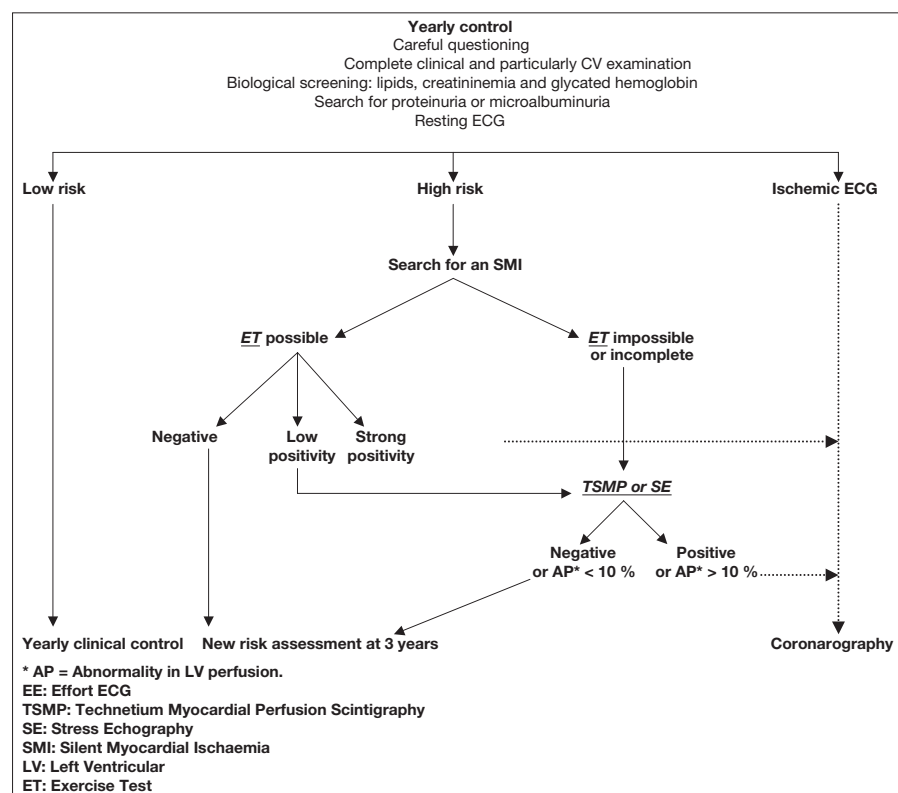 Yearly control
Careful questioning
Complete clinical and particularly CV examination
Biological screening: lipids, creatininemia and glycated hemoglobin
Search for proteinuria or microalbuminuria
Resting ECG
Low risk
High risk
Ischemic ECG
Search for an SMI
ET possible
ET impossible
or incomplete
Negative
Low
positivity
Strong
positivity
TSMP or SE
Negative
or AP* < 10 %
Positive
or AP* > 10 %
Yearly clinical control
New risk assessment at 3 years
Coronarography
* AP = Abnormality in LV perfusion.
EE: Effort ECG
TSMP: Technetium Myocardial Perfusion Scintigraphy
SE: Stress Echography
SMI: Silent Myocardial Ischaemia
LV: Left Ventricular
ET: Exercise Test